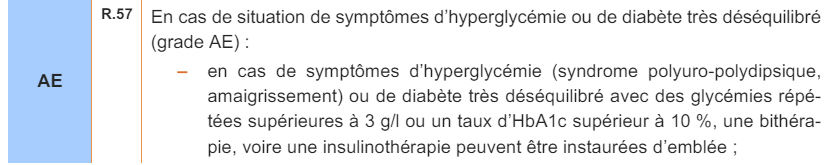 R.57 En cas de situation de symptômes d’hyperglycémie ou de diabète très déséquilibré
(grade AE) :
AE
– en cas de symptômes d’hyperglycémie (syndrome polyuro-polydipsique,
amaigrissement) ou de diabète très déséquilibré avec des glycémies répé-
tées supérieures à 3 g/l ou un taux d’HbA1c supérieur à 10 %, une bithéra-
pie, voire une insulinothérapie peuvent être instaurées d’emblée ;